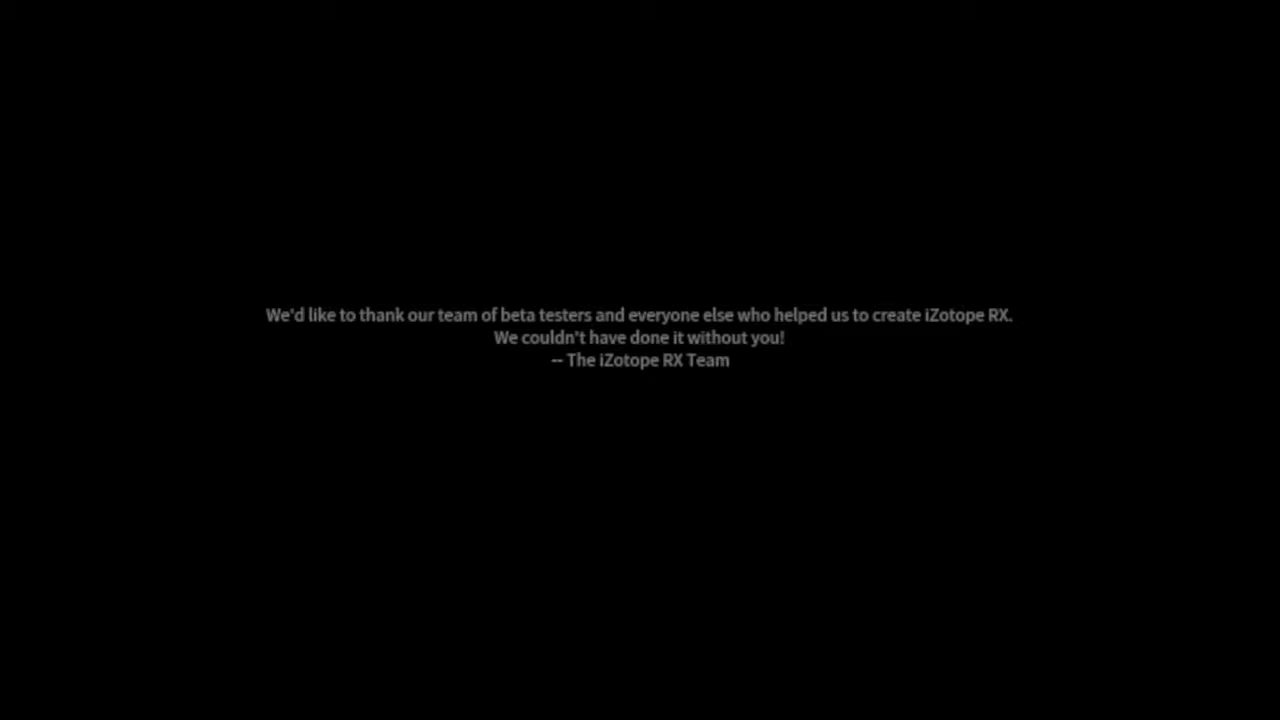 We'd like to thank our team of beta testers and everyone else who helped us to create iZotope RX.
We couldn't have done it without you!
-- The iZotope RX Team